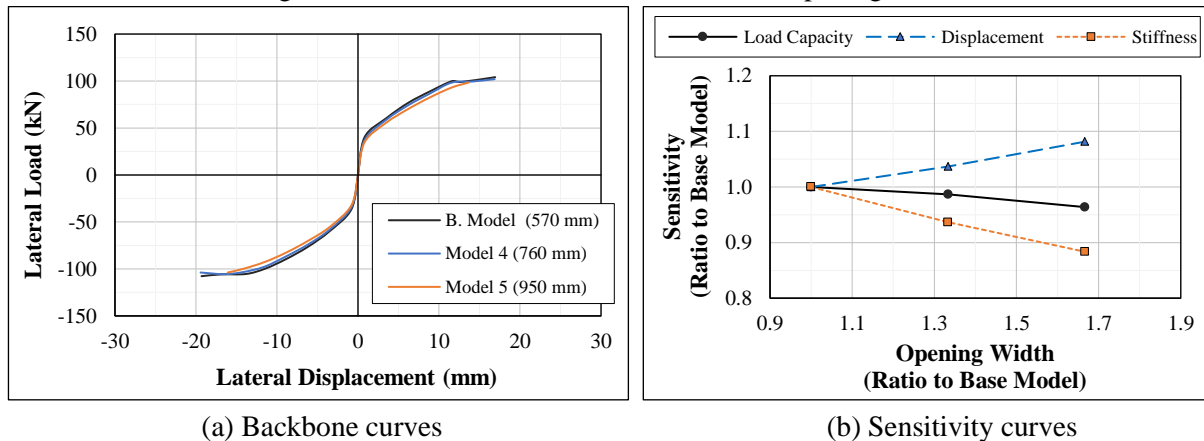 150
100
50
0
-50
-100
-150
-30
-20
-10
0
10
20
30
Lateral Load (kN)
Lateral Displacement (mm)
B. Model (570 mm)
Model 4 (760 mm)
Model 5 (950 mm)
(a) Backbone curves
Load Capacity
Displacement
Stiffness
1.2
1.1
1.0
0.9
0.8
0.9
1.1
1.3
1.5
1.7
1.9
Sensitivity
(Ratio to Base Model)
Opening Width
(Ratio to Base Model)
(b) Sensitivity curves